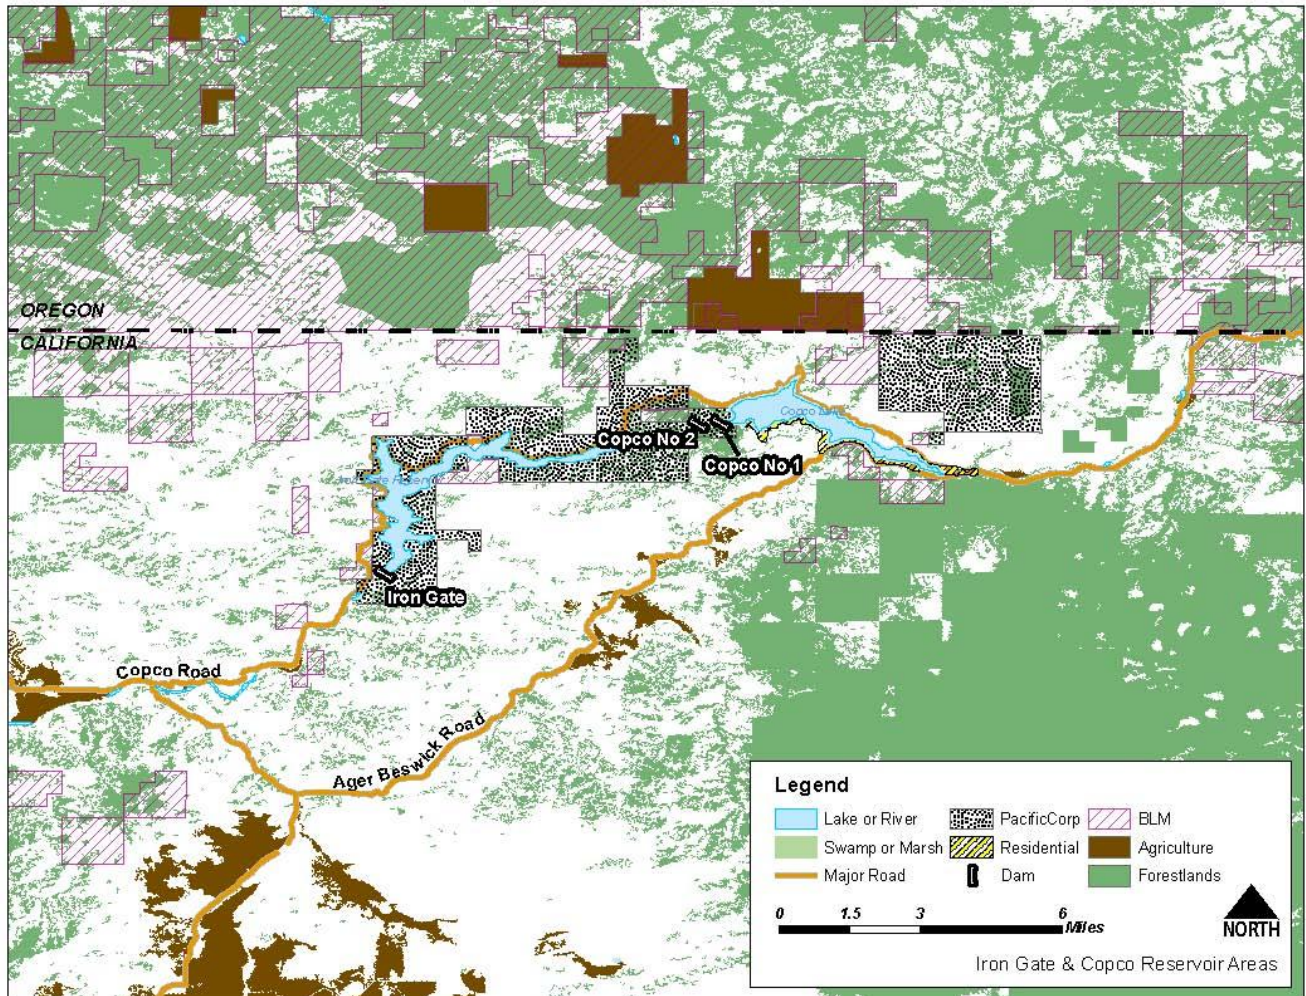 OREGON
CALIFORNIA
Copco Lake
Copco No 2
Copco No 1
Iron Gate
Copco Road
Ager Beswick Road
Legend
Lake or River
PacificCorp
BLM
Swamp or Marsh
Residential
Agriculture
Major Road
Dam
Forestlands
0 1.5 3 6
Miles
NORTH
Iron Gate & Copco Reservoir Areas